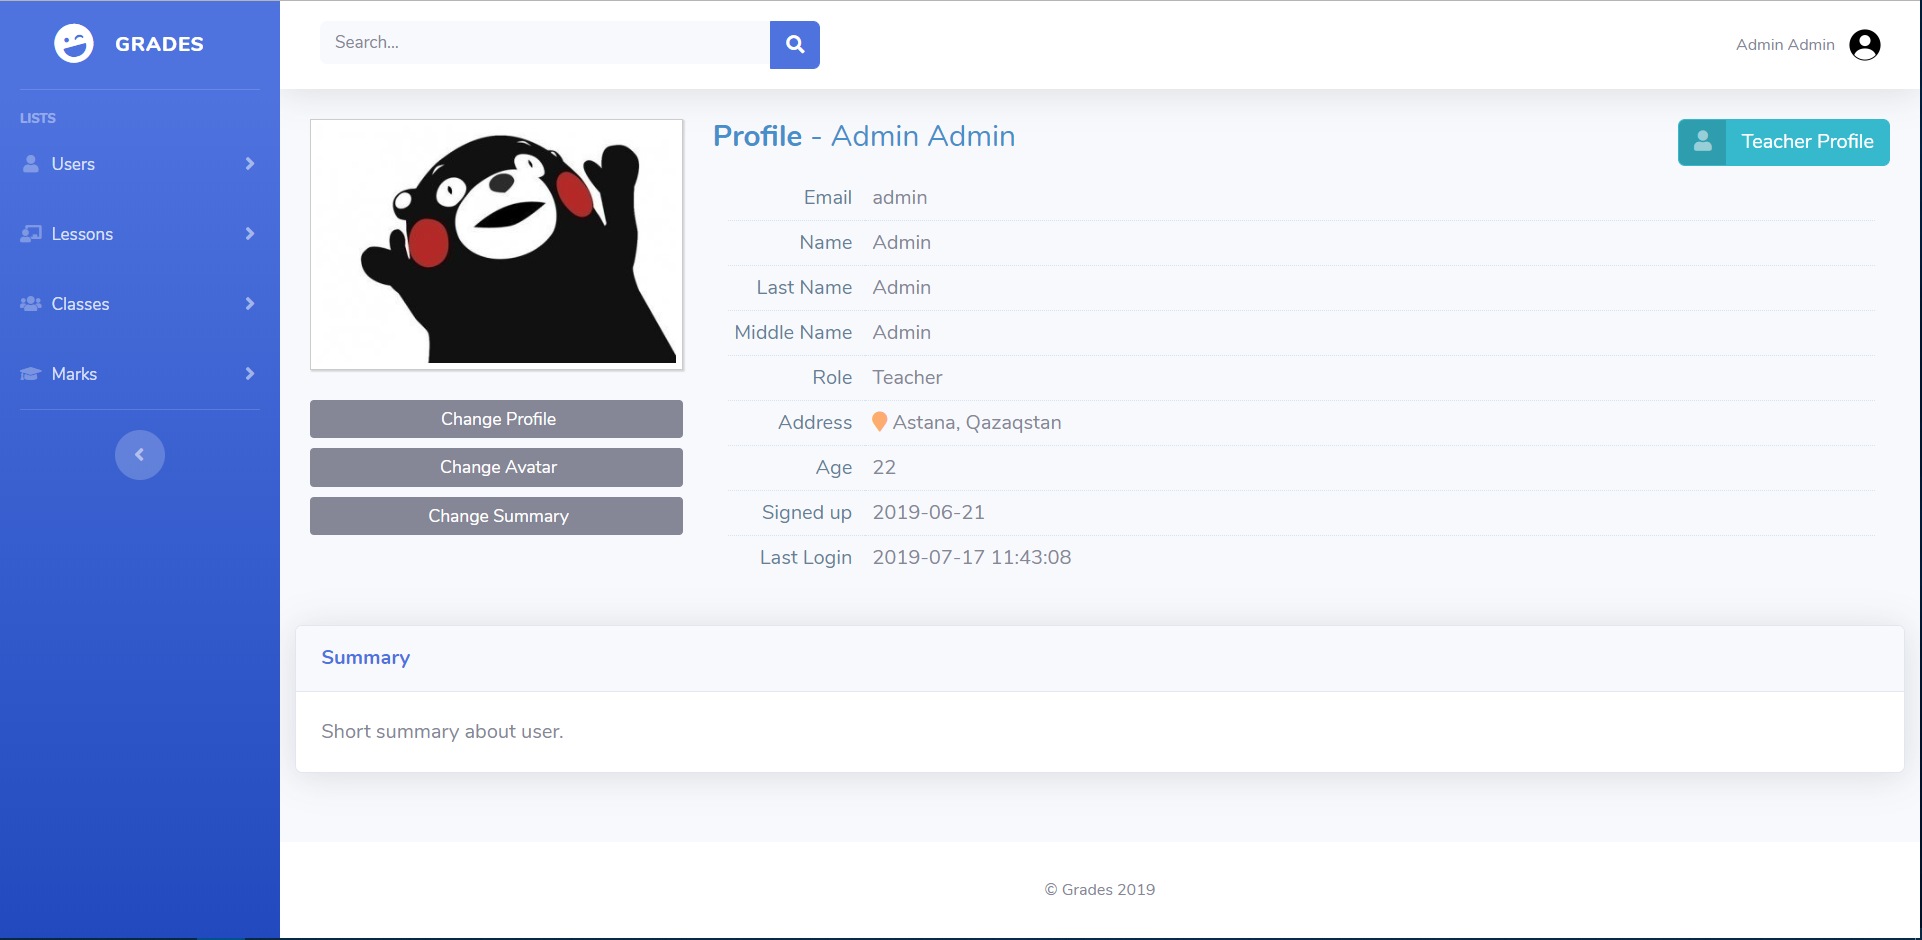 GRADES
Search...
Admin Admin
LISTS
Users
Lessons
Classes
Marks
Change Profile
Change Avatar
Change Summary
Profile - Admin Admin
Teacher Profile
Email admin
Name Admin
Last Name Admin
Middle Name Admin
Role Teacher
Address Astana, Qazaqstan
Age 22
Signed up 2019-06-21
Last Login 2019-07-17 11:43:08
Summary
Short summary about user.
© Grades 2019